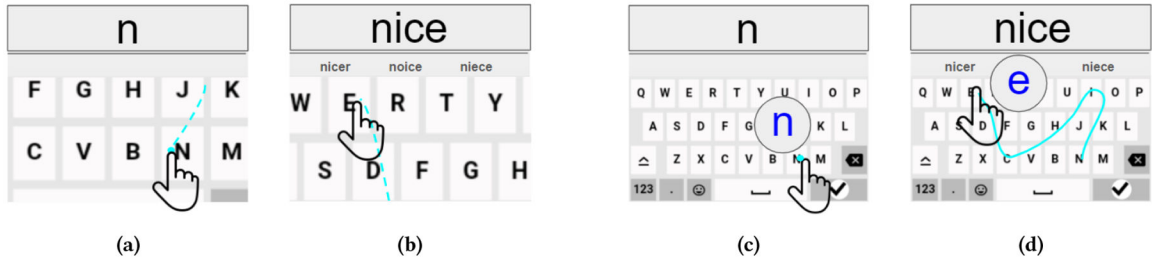 n
F G H J K
C V B N M
(a)
nice
nicer noice niece
W E R T Y
S D F G H
(b)
n
Q W E R T Y U I O P
A S D F G n K L
Z X C V B N M
123 .
(c)
nice
nicer niece
Q W E e U I O P
A S D F G H J K L
Z X C V B N M
123 .
(d)